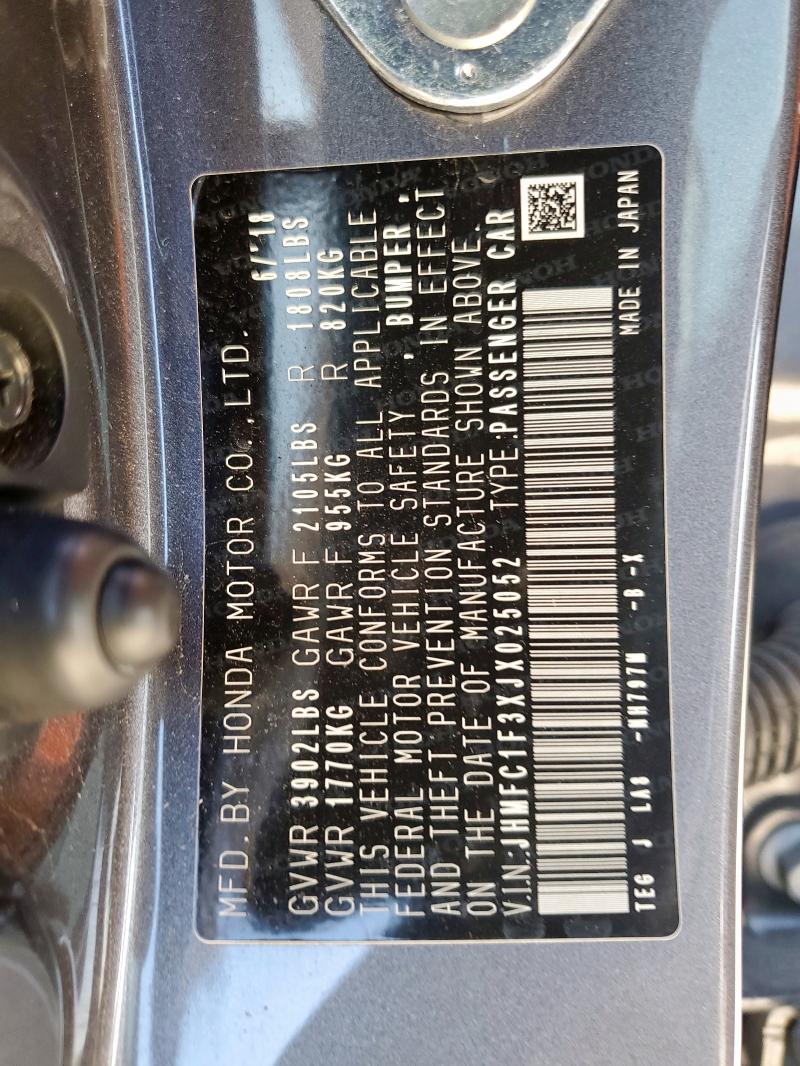 MFD. BY HONDA MOTOR CO., LTD. 6/'18
GVWR 3902LBS GAWR F 2105LBS R 1808LBS
GVWR 1770KG GAWR F 955KG R 820KG
THIS VEHICLE CONFORMS TO ALL APPLICABLE
FEDERAL MOTOR VEHICLE SAFETY , BUMPER ,
AND THEFT PREVENTION STANDARDS IN EFFECT
ON THE DATE OF MANUFACTURE SHOWN ABOVE.
V.I.N.:JHMFC1F3XJX025052 TYPE:PASSENGER CAR
TEG J LA8 -NH797M -B-X MADE IN JAPAN